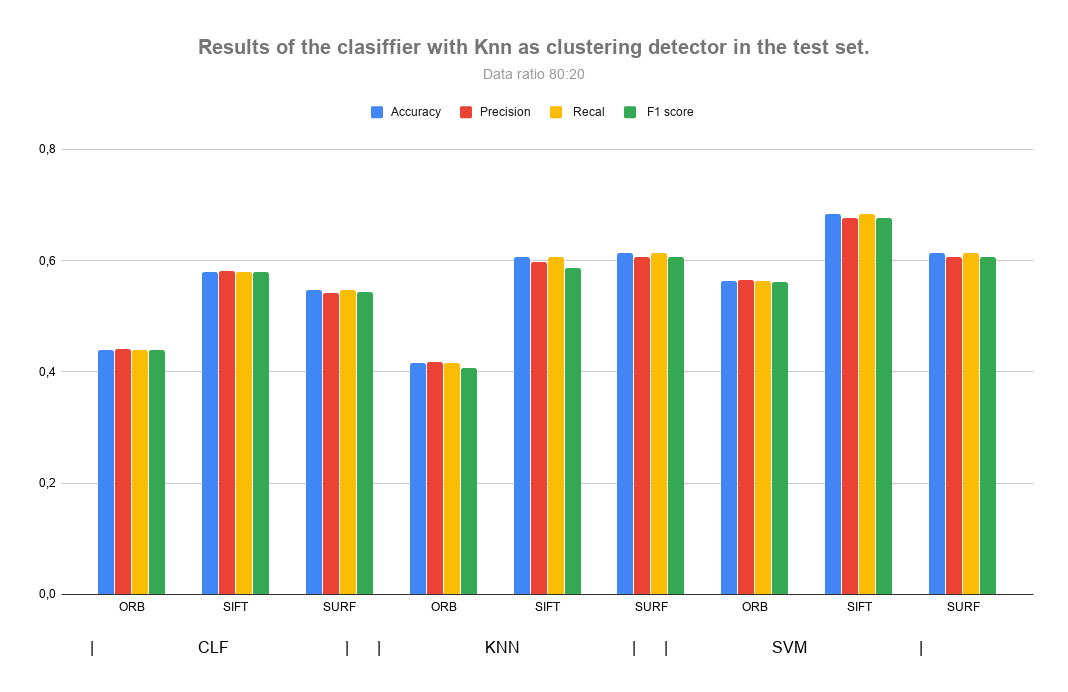 Results of the clasiffier with Knn as clustering detector in the test set.
Data ratio 80:20
Accuracy Precision Recal F1 score
0,8
0,6
0,4
0,2
0,0
ORB SIFT SURF ORB SIFT SURF ORB SIFT SURF
| CLF | | KNN | | SVM |